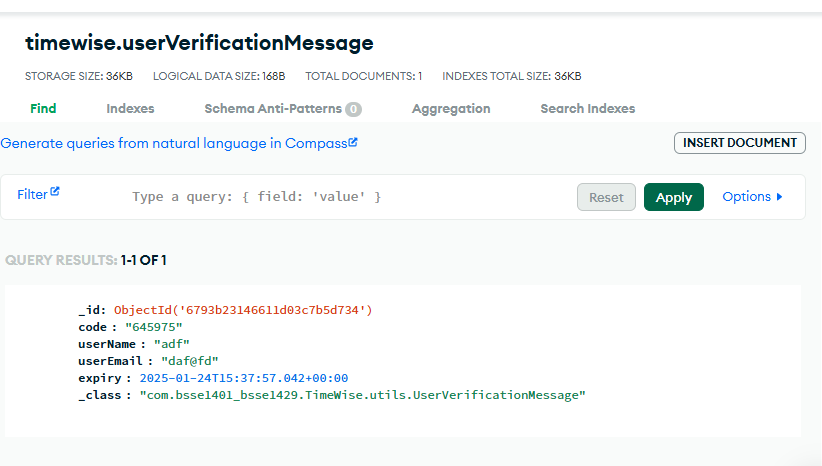 timewise.userVerificationMessage
STORAGE SIZE: 36KB LOGICAL DATA SIZE: 168B TOTAL DOCUMENTS: 1 INDEXES TOTAL SIZE: 36KB
Find Indexes Schema Anti-Patterns 0 Aggregation Search Indexes
Generate queries from natural language in Compass INSERT DOCUMENT
Filter Type a query: { field: 'value' } Reset Apply Options
QUERY RESULTS: 1-1 OF 1
_id: ObjectId('6793b23146611d03c7b5d734')
code : "645975"
userName : "adf"
userEmail : "daf@fd"
expiry : 2025-01-24T15:37:57.042+00:00
_class : "com.bsse1401_bsse1429.TimeWise.utils.UserVerificationMessage"